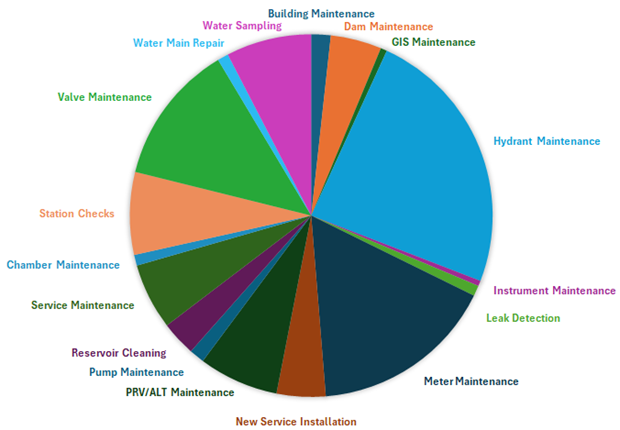 Building Maintenance
Water Sampling
Dam Maintenance
Water Main Repair
GIS Maintenance
Valve Maintenance
Hydrant Maintenance
Station Checks
Chamber Maintenance
Instrument Maintenance
Service Maintenance
Leak Detection
Reservoir Cleaning
Pump Maintenance
Meter Maintenance
PRV/ALT Maintenance
New Service Installation